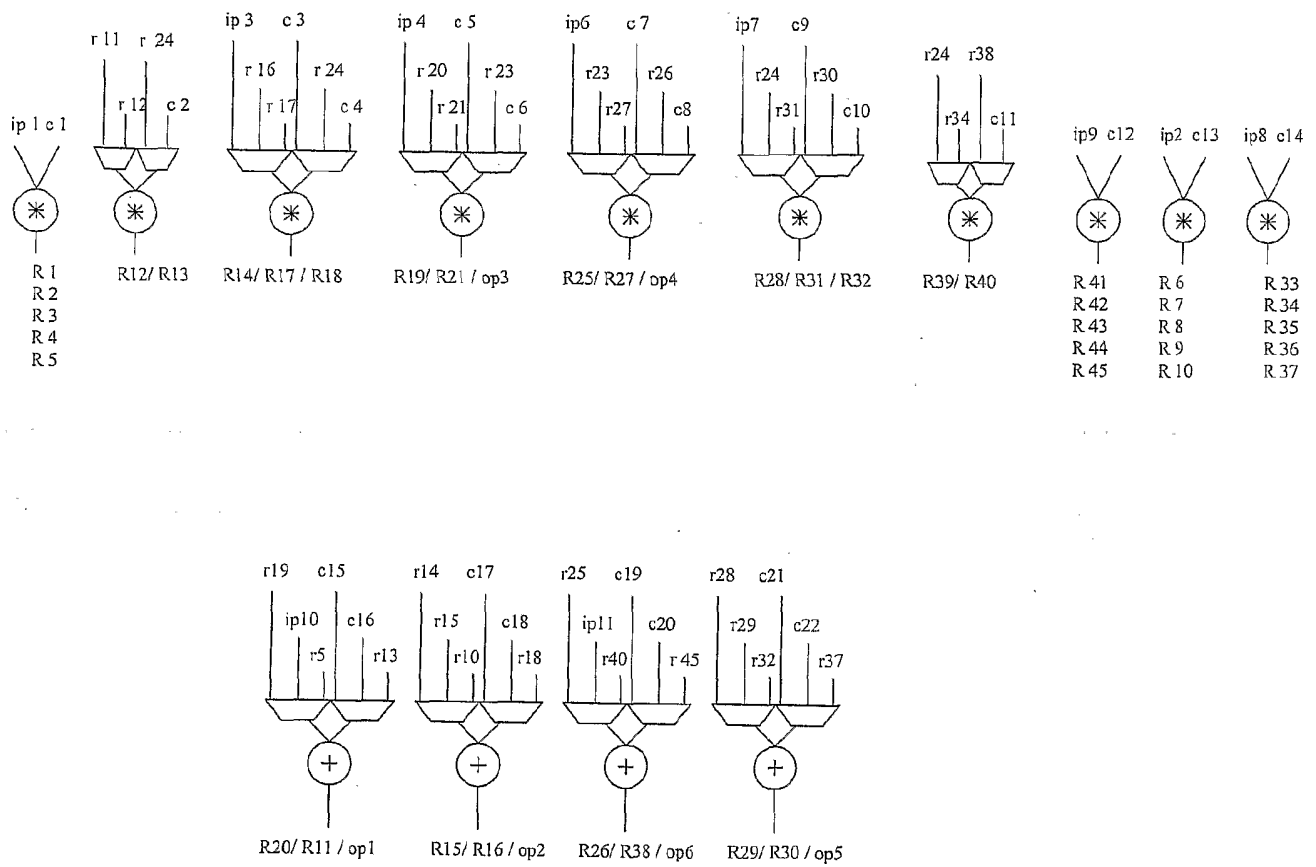 ip 3 c 3 ip 4 c 5 ip6 c 7 ip7 c9
r 11 r 24
r24 r38
r 16 r 24 r 20 r 23 r23 r26 r24 r30
r 12 c 2 r 17 c 4 r 21 c 6 r27 c8 r31 c10 r34 c11
ip 1 c 1 ip9 c12 ip2 c13 ip8 c14
* * * * * * * * * *
R 1 R12/ R13 R14/ R17 / R18 R19/ R21 / op3 R25/ R27 / op4 R28/ R31 / R32 R39/ R40 R 41 R 6 R33
R 2 R 42 R 7 R 34
R 3 R 43 R 8 R 35
R 4 R 44 R 9 R 36
R 5 R 45 R 10 R 37
r19 c15 r14 c17 r25 c19 r28 c21
ip10 c16 r15 c18 ip11 c20 r29 c22
r5 r13 r10 r18 r40 r 45 r32 r37
+ + + +
R20/ R11 / op1 R15/ R16 / op2 R26/ R38 / op6 R29/ R30 / op5